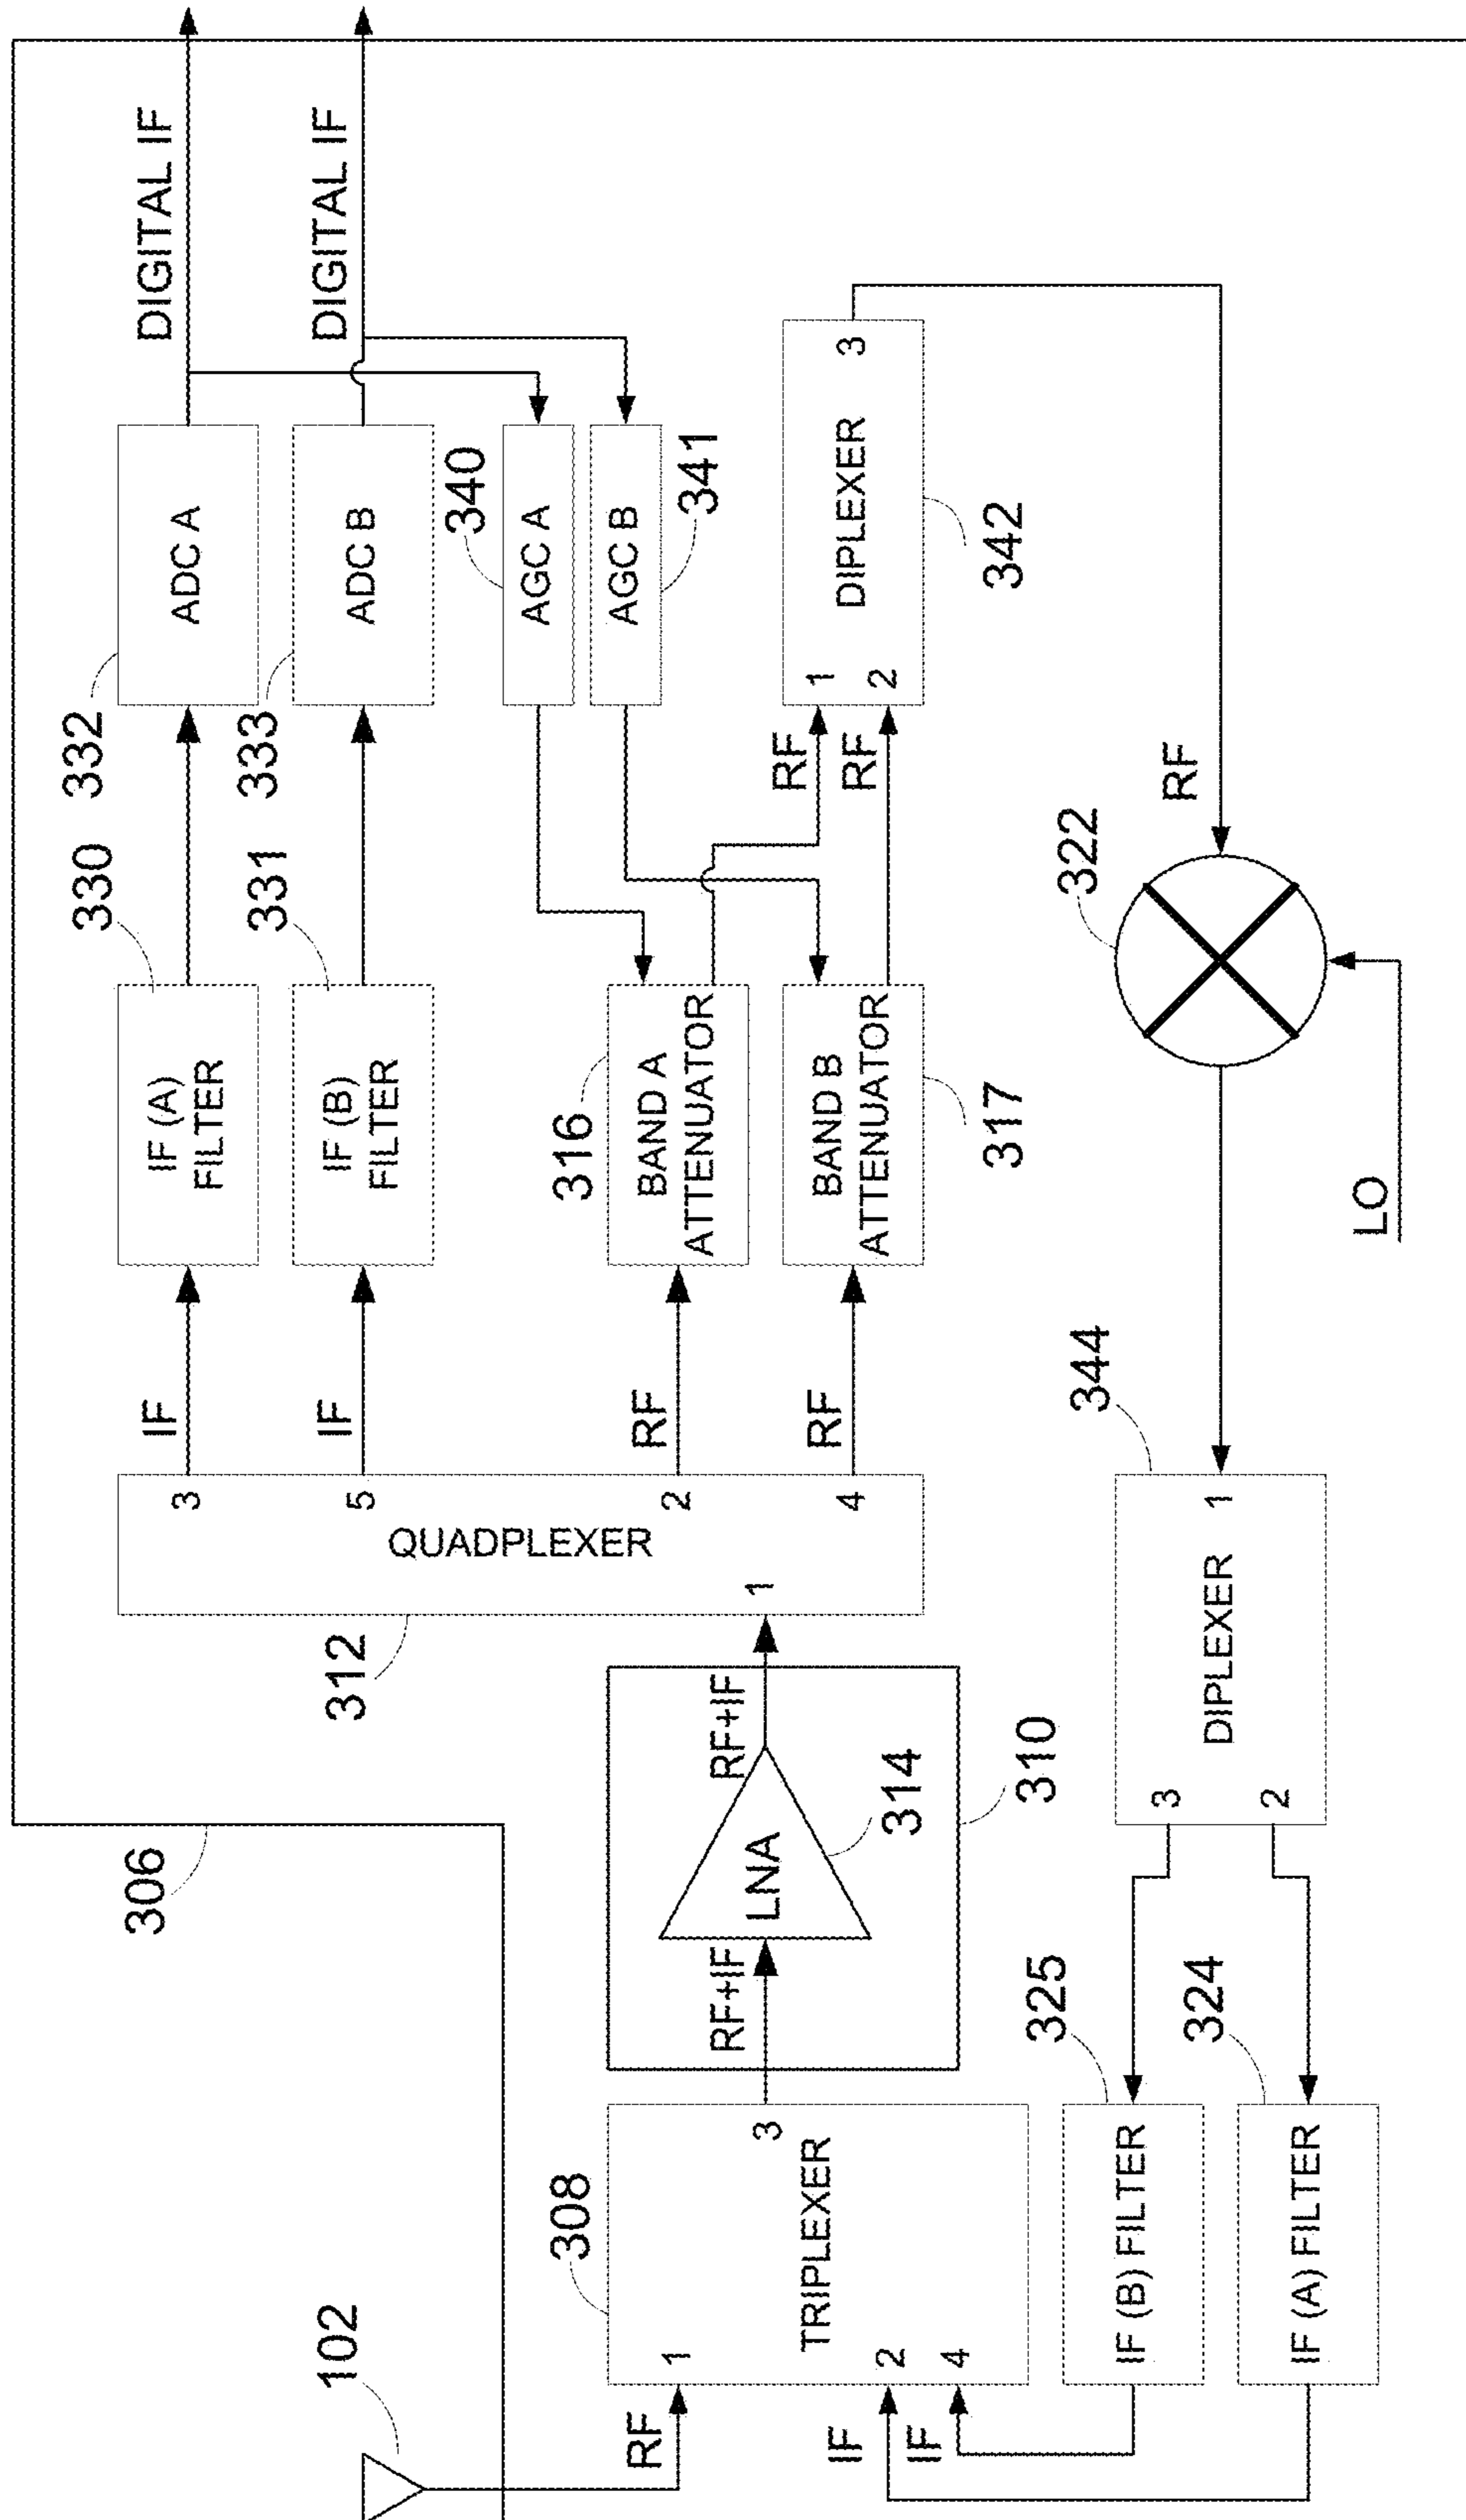 102
RF
1
308
TRIPLEXER
3
IF
IF
2
4
IF (B) FILTER
325
IF (A) FILTER
324
306
RF+IF
LNA
RF+IF
314
310
312
QUADPLEXER
1
3
5
2
4
IF
IF
RF
RF
330
IF (A)
FILTER
331
IF (B)
FILTER
316
BAND A
ATTENUATOR
BAND B
ATTENUATOR
317
332
ADC A
333
ADC B
340
AGC A
AGC B
341
DIGITAL IF
DIGITAL IF
RF
RF
1
2
DIPLEXER
3
342
RF
322
LO
344
DIPLEXER
1
3
2